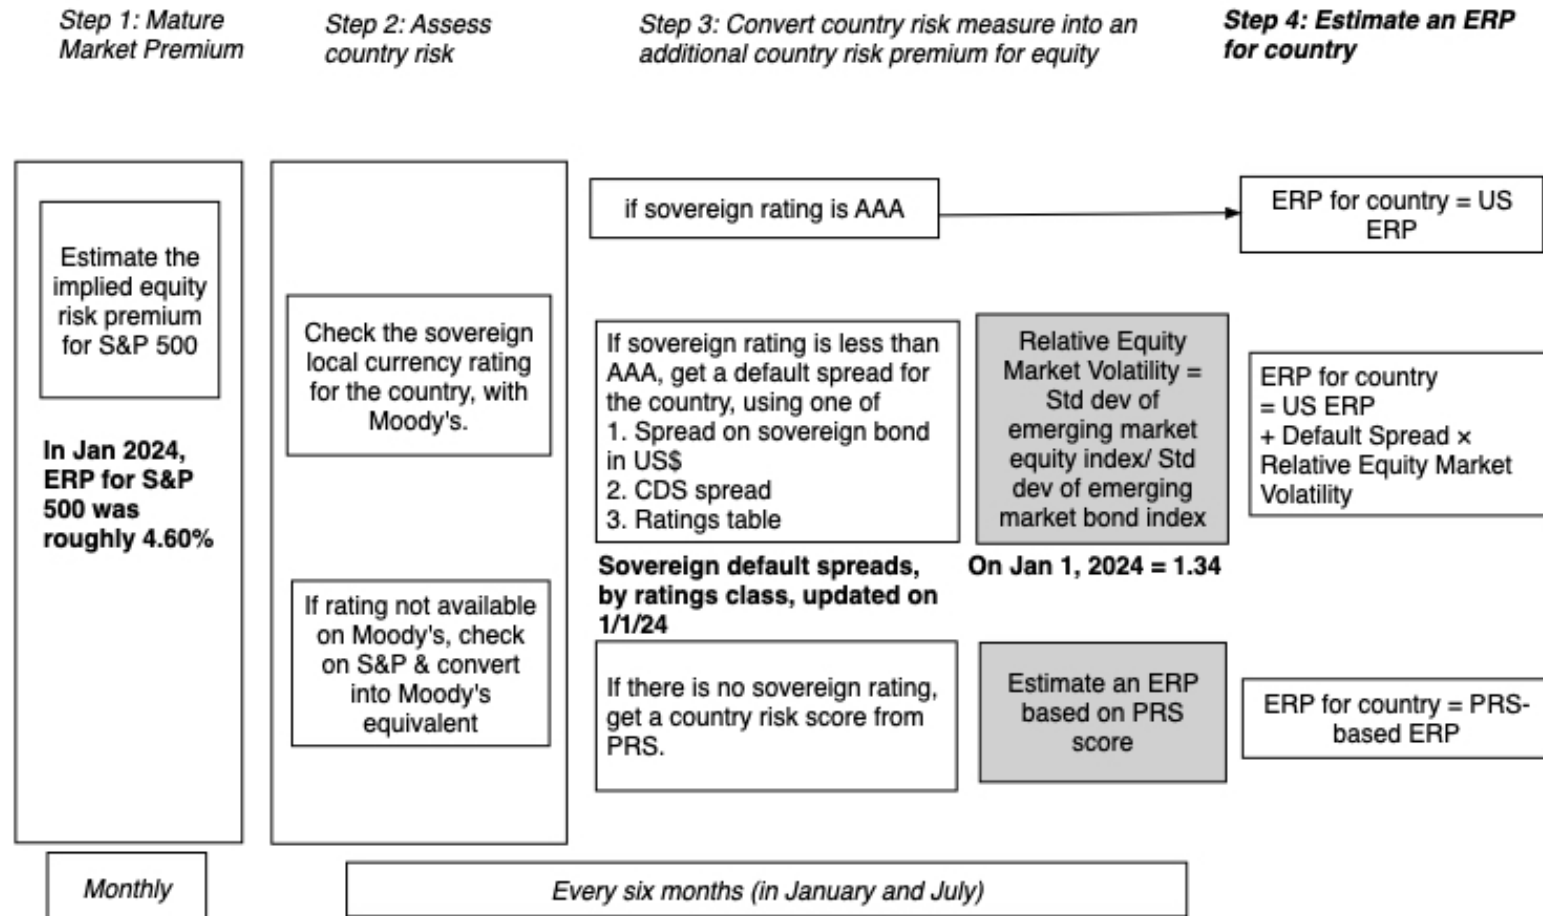 Step 1: Mature
Market Premium
Step 2: Assess
country risk
Step 3: Convert country risk measure into an
additional country risk premium for equity
Step 4: Estimate an ERP
for country
Estimate the
implied equity
risk premium
for S&P 500
In Jan 2024,
ERP for S&P
500 was
roughly 4.60%
Check the sovereign
local currency rating
for the country, with
Moody's.
If rating not available
on Moody's, check
on S&P & convert
into Moody's
equivalent
if sovereign rating is AAA
ERP for country = US
ERP
If sovereign rating is less than
AAA, get a default spread for
the country, using one of
1. Spread on sovereign bond
in US$
2. CDS spread
3. Ratings table
Sovereign default spreads,
by ratings class, updated on
1/1/24
Relative Equity
Market Volatility =
Std dev of
emerging market
equity index/ Std
dev of emerging
market bond index
On Jan 1, 2024 = 1.34
ERP for country
= US ERP
+ Default Spread ×
Relative Equity Market
Volatility
If there is no sovereign rating,
get a country risk score from
PRS.
Estimate an ERP
based on PRS
score
ERP for country = PRS-
based ERP
Monthly
Every six months (in January and July)